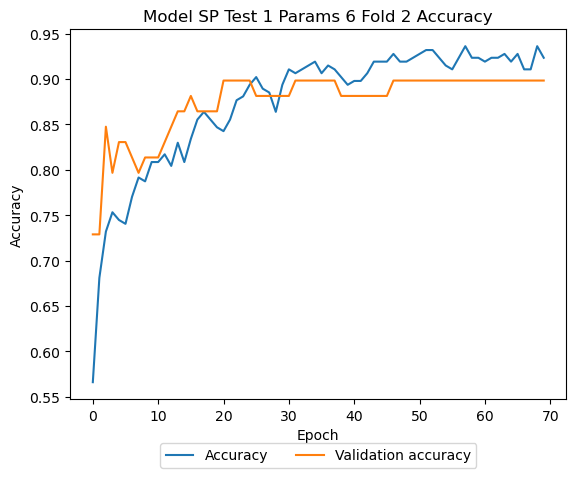 Model SP Test 1 Params 6 Fold 2 Accuracy
0.95
0.90
0.85
0.80
0.75
0.70
0.65
0.60
0.55
Accuracy
0 10 20 30 40 50 60 70
Epoch
Accuracy Validation accuracy